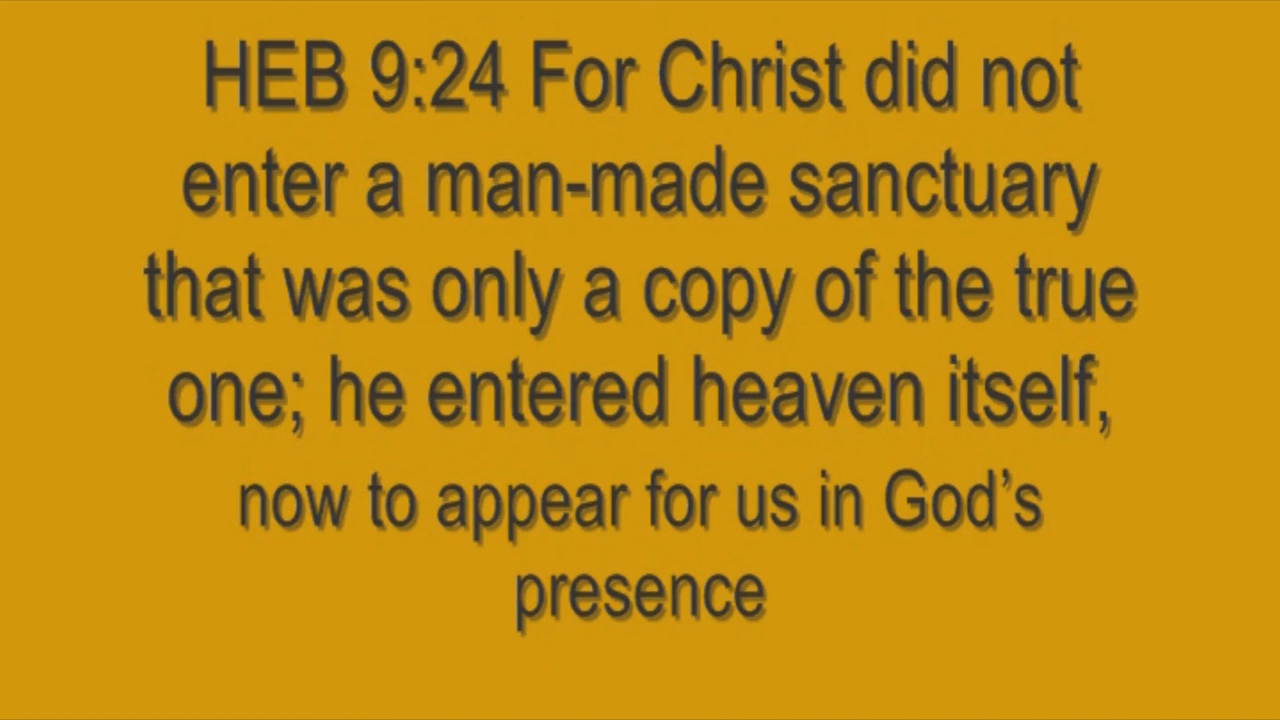 HEB 9:24 For Christ did not
enter a man-made sanctuary
that was only a copy of the true
one; he entered heaven itself,
now to appear for us in God’s
presence